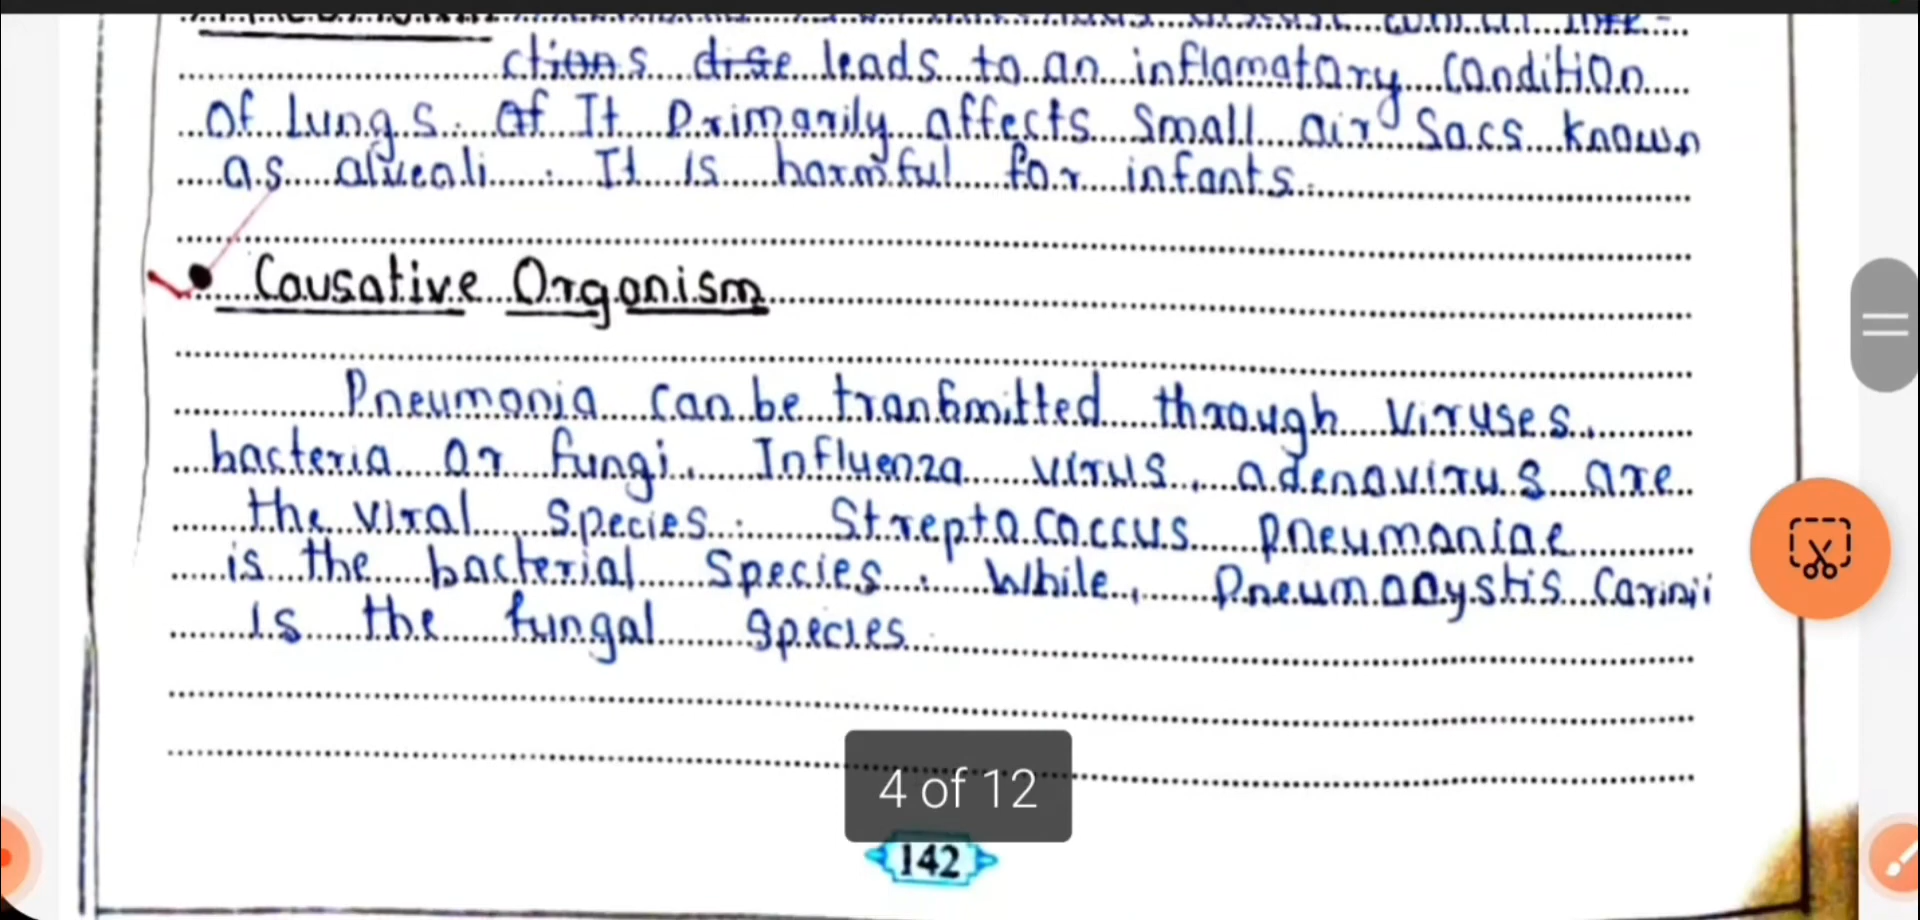 ctions dise leads to an inflamatory condition
of Lungs. Of It Primarily affects small air sacs known
as alveoli. It is harmful for infants.
Causative Organism
Pneumonia can be transmitted through viruses,
bacteria or fungi. Influenza virus, adenovirus are
the viral species. Streptococcus pneumoniae
is the bacterial species. While, Pneumocystis Carinii
is the fungal species.
4 of 12
142